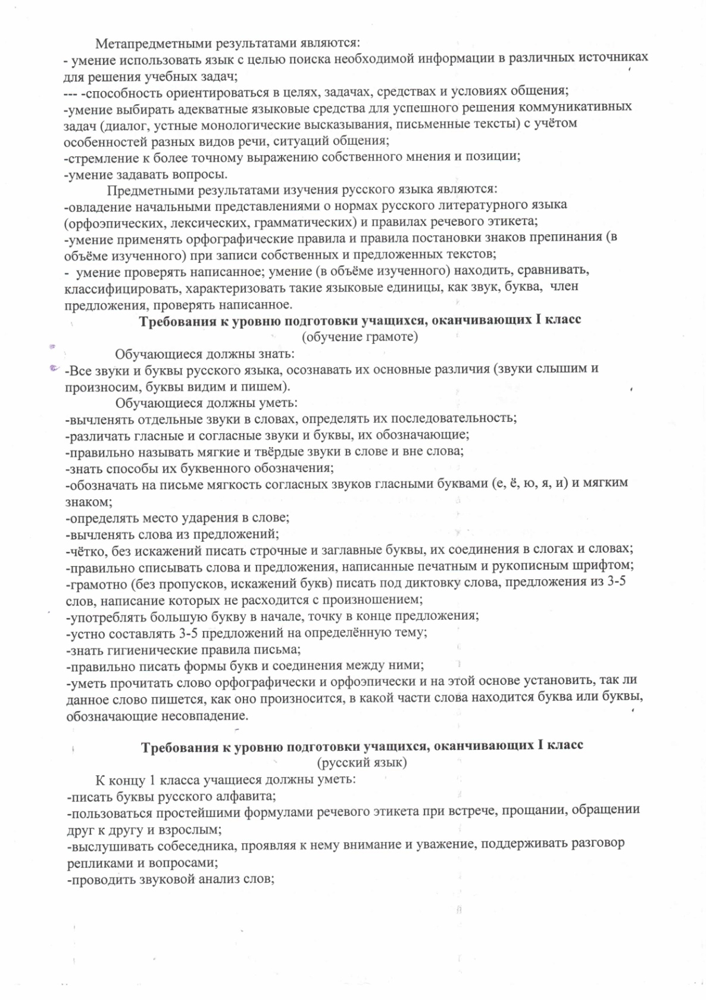 Метапредметными результатами являются:
- умение использовать язык с целью поиска необходимой информации в различных источниках
для решения учебных задач;
--- -способность ориентироваться в целях, задачах, средствах и условиях общения;
-умение выбирать адекватные языковые средства для успешного решения коммуникативных
задач (диалог, устные монологические высказывания, письменные тексты) с учётом
особенностей разных видов речи, ситуаций общения;
-стремление к более точному выражению собственного мнения и позиции;
-умение задавать вопросы.
Предметными результатами изучения русского языка являются:
-овладение начальными представлениями о нормах русского литературного языка
(орфоэпических, лексических, грамматических) и правилах речевого этикета;
-умение применять орфографические правила и правила постановки знаков препинания (в
объёме изученного) при записи собственных и предложенных текстов;
- умение проверять написанное; умение (в объёме изученного) находить, сравнивать,
классифицировать, характеризовать такие языковые единицы, как звук, буква, член
предложения, проверять написанное.
Требования к уровню подготовки учащихся, оканчивающих I класс
(обучение грамоте)
Обучающиеся должны знать:
-Все звуки и буквы русского языка, осознавать их основные различия (звуки слышим и
произносим, буквы видим и пишем).
Обучающиеся должны уметь:
-вычленять отдельные звуки в словах, определять их последовательность;
-различать гласные и согласные звуки и буквы, их обозначающие;
-правильно называть мягкие и твёрдые звуки в слове и вне слова;
-знать способы их буквенного обозначения;
-обозначать на письме мягкость согласных звуков гласными буквами (е, ё, ю, я, и) и мягким
знаком;
-определять место ударения в слове;
-вычленять слова из предложений;
-чётко, без искажений писать строчные и заглавные буквы, их соединения в слогах и словах;
-правильно списывать слова и предложения, написанные печатным и рукописным шрифтом;
-грамотно (без пропусков, искажений букв) писать под диктовку слова, предложения из 3-5
слов, написание которых не расходится с произношением;
-употреблять большую букву в начале, точку в конце предложения;
-устно составлять 3-5 предложений на определённую тему;
-знать гигиенические правила письма;
-правильно писать формы букв и соединения между ними;
-уметь прочитать слово орфографически и орфоэпически и на этой основе установить, так ли
данное слово пишется, как оно произносится, в какой части слова находится буква или буквы,
обозначающие несовпадение.
Требования к уровню подготовки учащихся, оканчивающих I класс
(русский язык)
К концу 1 класса учащиеся должны уметь:
-писать буквы русского алфавита;
-пользоваться простейшими формулами речевого этикета при встрече, прощании, обращении
друг к другу и взрослым;
-выслушивать собеседника, проявляя к нему внимание и уважение, поддерживать разговор
репликами и вопросами;
-проводить звуковой анализ слов;